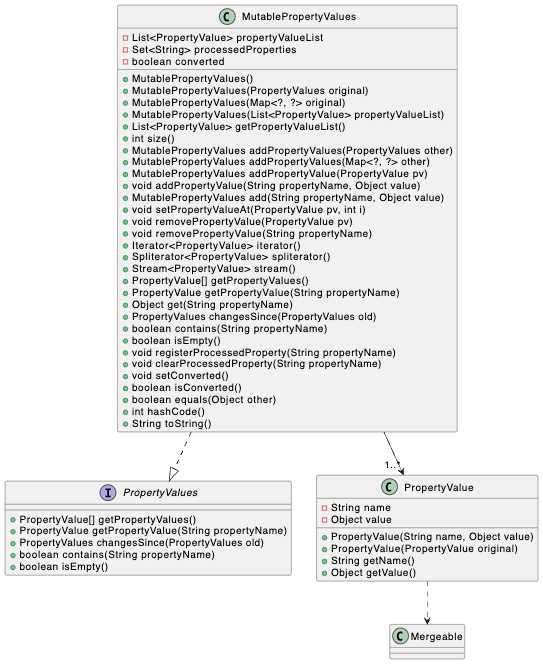 C MutablePropertyValues
List<PropertyValue> propertyValueList
Set<String> processedProperties
boolean converted
MutablePropertyValues()
MutablePropertyValues(PropertyValues original)
MutablePropertyValues(Map<?, ?> original)
MutablePropertyValues(List<PropertyValue> propertyValueList)
List<PropertyValue> getPropertyValueList()
int size()
MutablePropertyValues addPropertyValues(PropertyValues other)
MutablePropertyValues addPropertyValues(Map<?, ?> other)
MutablePropertyValues addPropertyValue(PropertyValue pv)
void addPropertyValue(String propertyName, Object value)
MutablePropertyValues add(String propertyName, Object value)
void setPropertyValueAt(PropertyValue pv, int i)
void removePropertyValue(PropertyValue pv)
void removePropertyValue(String propertyName)
Iterator<PropertyValue> iterator()
Spliterator<PropertyValue> spliterator()
Stream<PropertyValue> stream()
PropertyValue[] getPropertyValues()
PropertyValue getPropertyValue(String propertyName)
Object get(String propertyName)
PropertyValues changesSince(PropertyValues old)
boolean contains(String propertyName)
boolean isEmpty()
void registerProcessedProperty(String propertyName)
void clearProcessedProperty(String propertyName)
void setConverted()
boolean isConverted()
boolean equals(Object other)
int hashCode()
String toString()
I PropertyValues
PropertyValue[] getPropertyValues()
PropertyValue getPropertyValue(String propertyName)
PropertyValues changesSince(PropertyValues old)
boolean contains(String propertyName)
boolean isEmpty()
C PropertyValue
String name
Object value
PropertyValue(String name, Object value)
PropertyValue(PropertyValue original)
String getName()
Object getValue()
C Mergeable